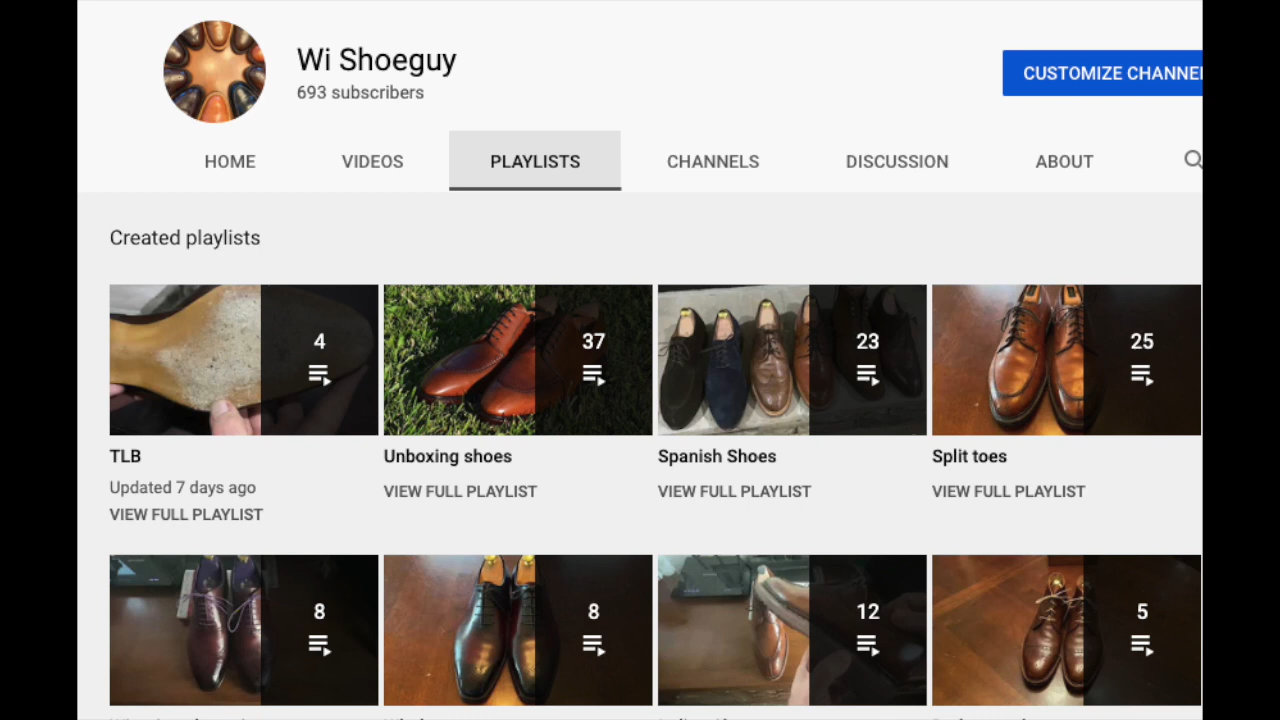 Wi Shoeguy
693 subscribers
CUSTOMIZE CHANNEL
HOME VIDEOS PLAYLISTS CHANNELS DISCUSSION ABOUT
Created playlists
4 37 23 25
TLB Unboxing shoes Spanish Shoes Split toes
Updated 7 days ago
VIEW FULL PLAYLIST VIEW FULL PLAYLIST VIEW FULL PLAYLIST
VIEW FULL PLAYLIST
8 8 12 5